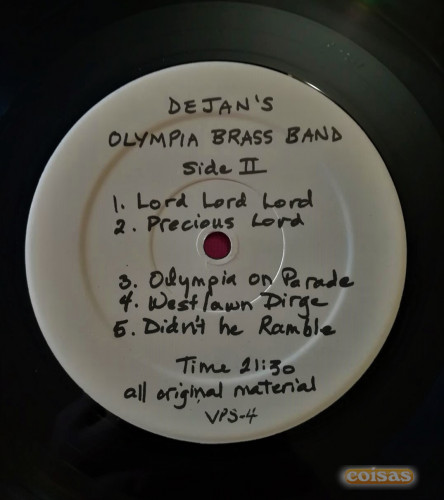 DEJAN'S
OLYMPIA BRASS BAND
Side II
1. Lord Lord Lord
2. Precious Lord
3. Olympia on Parade
4. Westlawn Dirge
5. Didn't he Ramble
Time 21:30
all original material
VPS-4
coisas